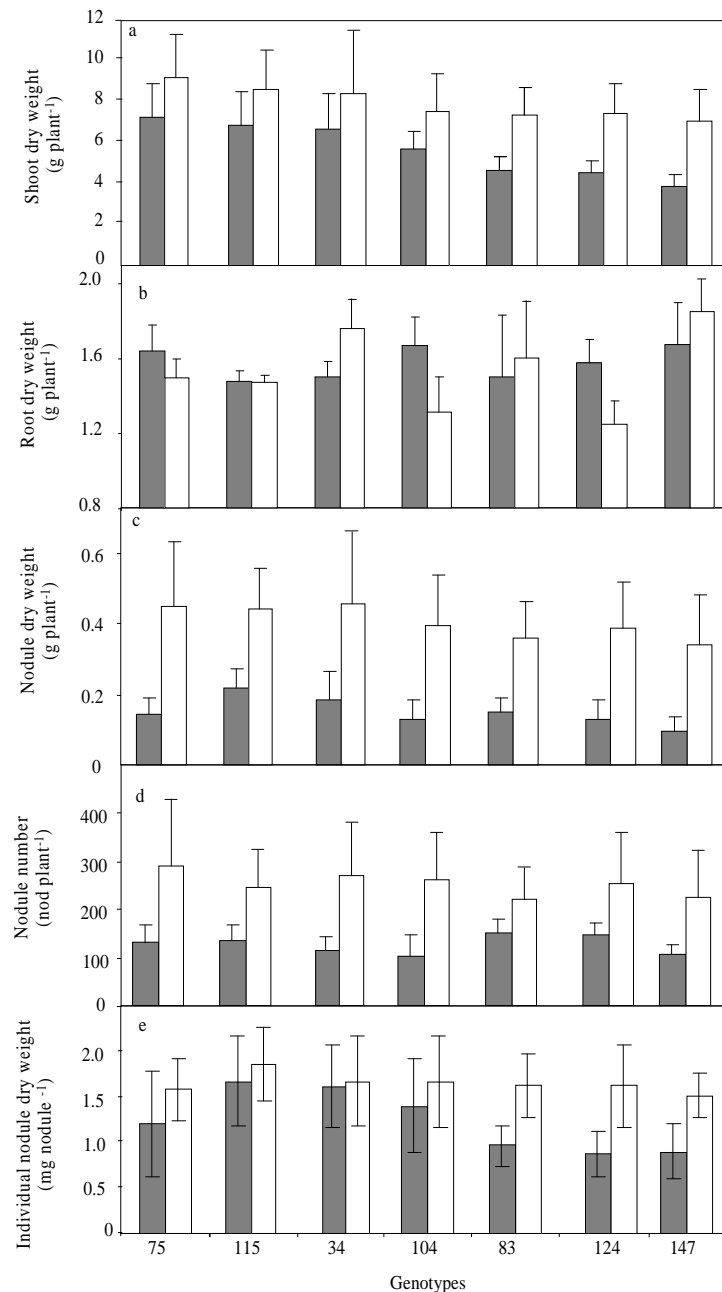 a
Shoot dry weight
(g plant-1)
12
10
8
6
4
2
0
b
Root dry weight
(g plant-1)
2.0
1.6
1.2
0.8
c
Nodule dry weight
(g plant-1)
0.6
0.4
0.2
0
d
Nodule number
(nod plant-1)
400
300
200
100
0
e
Individual nodule dry weight
(mg nodule -1)
2.0
1.5
1.0
0.5
0
75 115 34 104 83 124 147
Genotypes